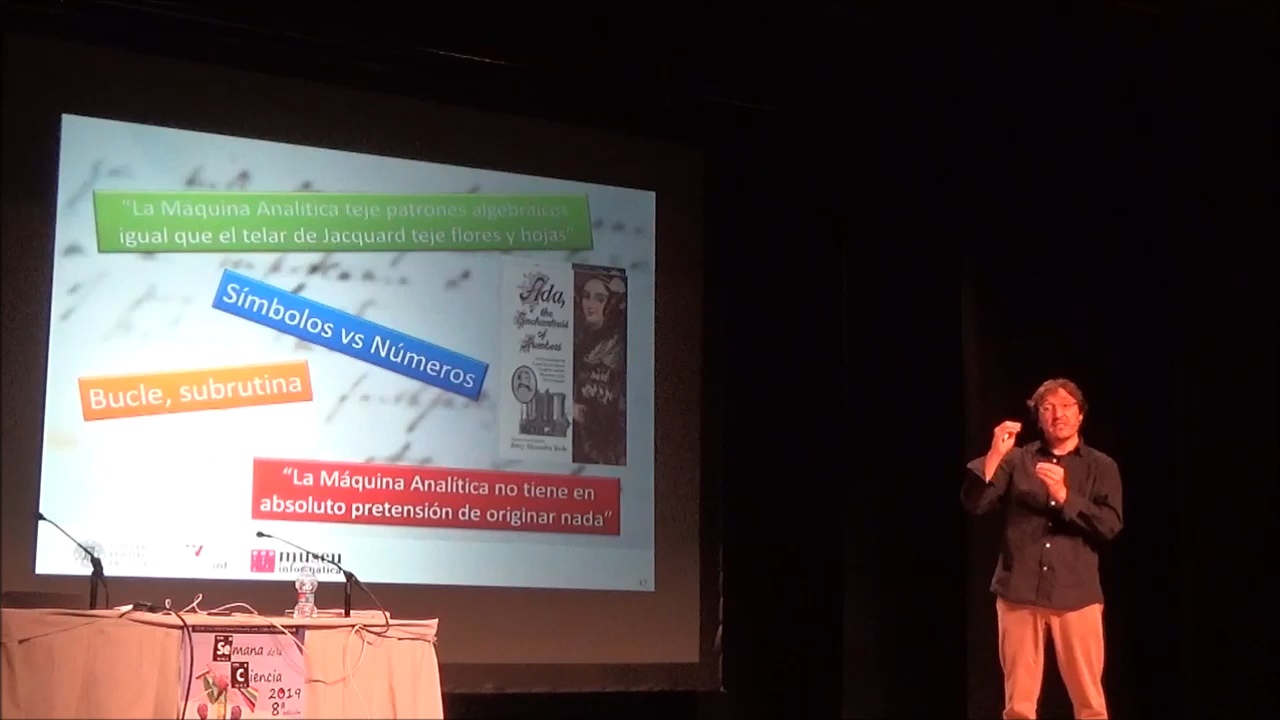 “La Maquina Analítica teje patrones algebraicos
igual que el telar de Jacquard teje flores y hojas”
Símbolos vs Números
Ada,
the
Enchantress
of
Numbers
Bucle, subrutina
“La Máquina Analítica no tiene en
absoluto pretensión de originar nada”
museu
informàtica
Semana de la
Ciencia
2019
8ª edición